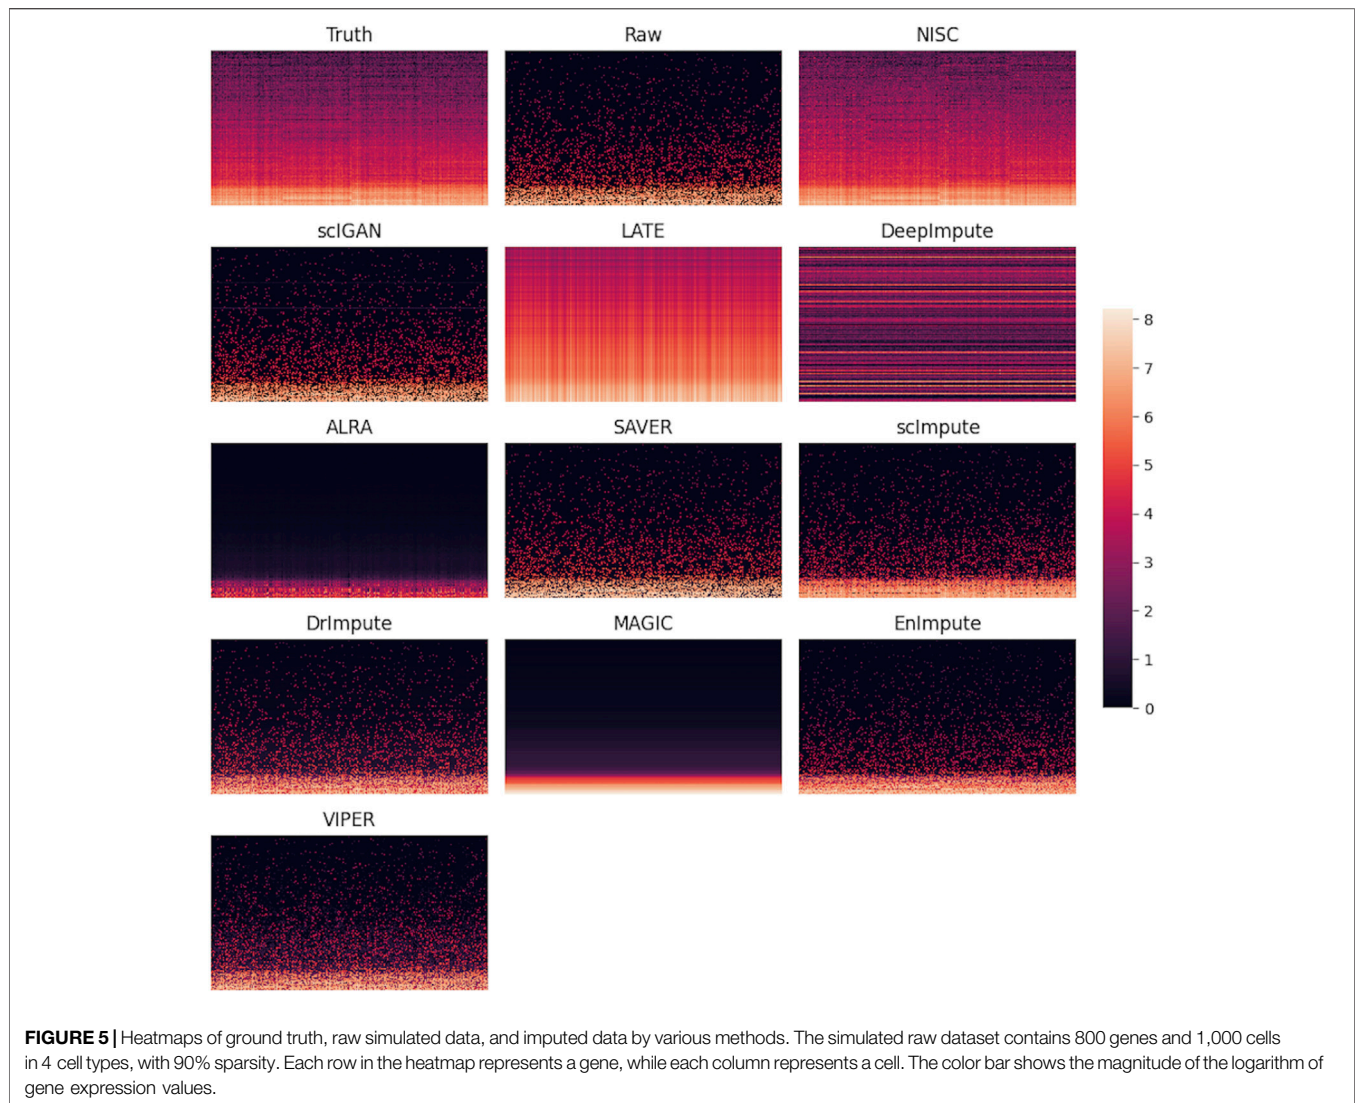 Truth
Raw
NISC
scIGAN
LATE
DeepImpute
ALRA
SAVER
scImpute
DrImpute
MAGIC
EnImpute
VIPER
8
7
6
5
4
3
2
1
0
FIGURE 5 | Heatmaps of ground truth, raw simulated data, and imputed data by various methods. The simulated raw dataset contains 800 genes and 1,000 cells
in 4 cell types, with 90% sparsity. Each row in the heatmap represents a gene, while each column represents a cell. The color bar shows the magnitude of the logarithm of
gene expression values.